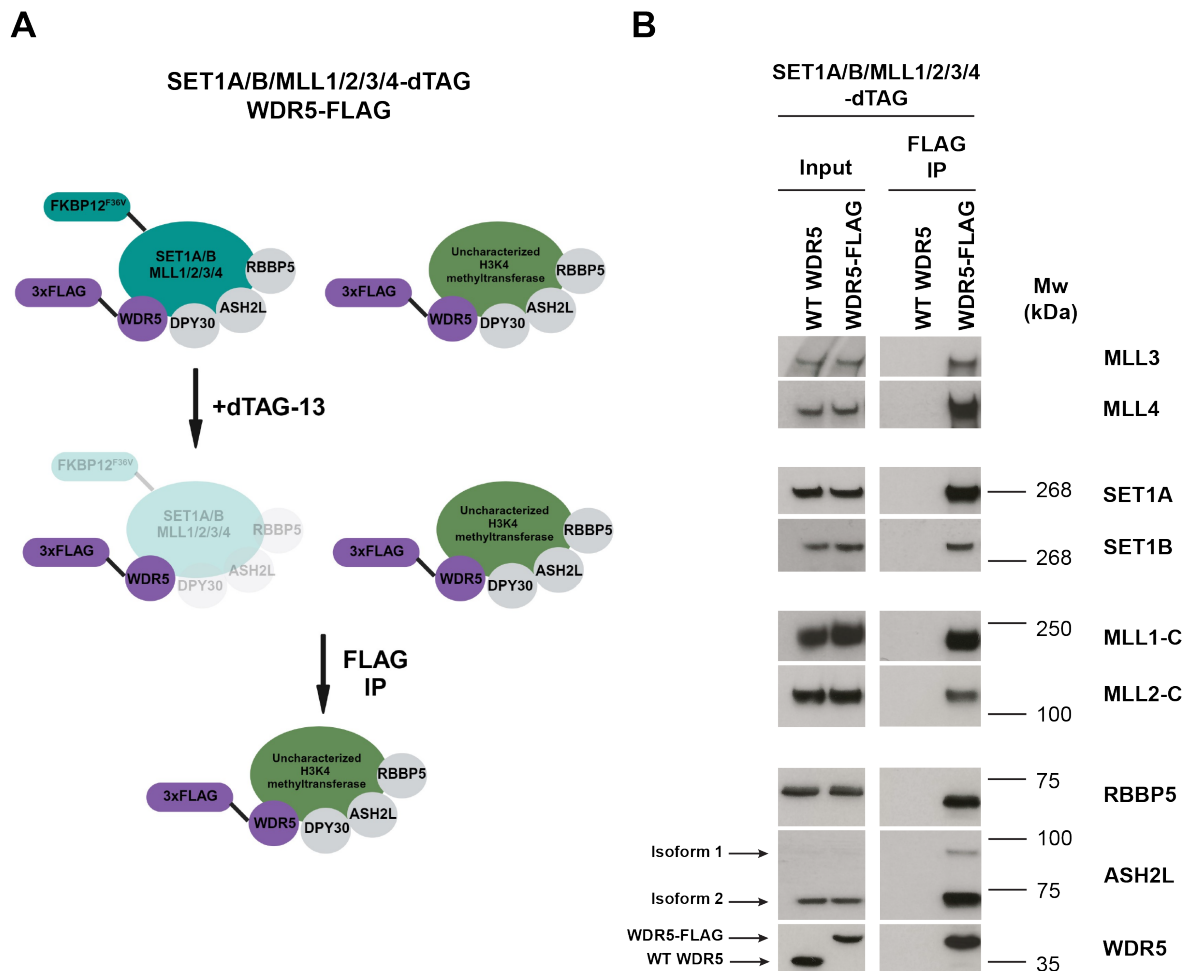 A
SET1A/B/MLL1/2/3/4-dTAG
WDR5-FLAG
FKBP12F36V
SET1A/B
MLL1/2/3/4
RBBP5
3xFLAG
WDR5
DPY30
ASH2L
Uncharacterized
H3K4
methyltransferase
RBBP5
3xFLAG
WDR5
DPY30
ASH2L
+dTAG-13
FKBP12F36V
SET1A/B
MLL1/2/3/4
RBBP5
3xFLAG
WDR5
DPY30
ASH2L
Uncharacterized
H3K4
methyltransferase
RBBP5
3xFLAG
WDR5
DPY30
ASH2L
FLAG
IP
Uncharacterized
H3K4
methyltransferase
RBBP5
3xFLAG
WDR5
DPY30
ASH2L
B
SET1A/B/MLL1/2/3/4
-dTAG
Input
FLAG
IP
WT WDR5
WDR5-FLAG
WT WDR5
WDR5-FLAG
Mw
(kDa)
MLL3
MLL4
268
SET1A
SET1B
268
250
MLL1-C
MLL2-C
100
75
RBBP5
100
Isoform 1
ASH2L
75
Isoform 2
WDR5-FLAG
WDR5
WT WDR5
35